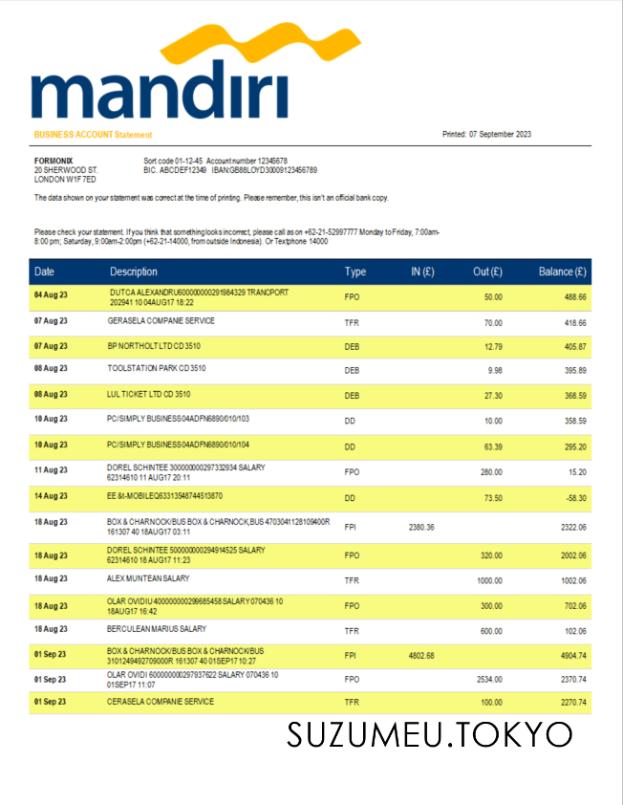 mandiri
BUSINESS ACCOUNT Statement
Printed: 07 September 2023
FORMONIX
20 SHERWOOD ST.
LONDON W1F 7ED
Sort code 01-12-45 Account number 12345678
BIC. ABCDEF12349 IBAN:GB88LOYD30009123456789
The data shown on your statement was correct at the time of printing. Please remember, this isn't an official bank copy.
Please check your statement. If you think that something looks incorrect, please call as on +62-21-52997777 Monday to Friday, 7:00am-
8:00 pm; Saturday, 9:00am-2:00pm (+62-21-14000, from outside Indonesia). Or Textphone 14000
Date Description Type IN (£) Out (£) Balance (£)
04 Aug 23 DUTCA ALEXANDRU600000000291984329 TRANCPORT
202941 10 04AUG17 18:22 FPO 50.00 488.66
07 Aug 23 GERASELA COMPANIE SERVICE TFR 70.00 418.66
07 Aug 23 BP NORTHOLT LTD CD 3510 DEB 12.79 405.87
08 Aug 23 TOOLSTATION PARK CD 3510 DEB 9.98 395.89
08 Aug 23 LUL TICKET LTD CD 3510 DEB 27.30 368.59
10 Aug 23 PC/SIMPLY BUSINESS04ADFN6890/010/103 DD 10.00 358.59
10 Aug 23 PC/SIMPLY BUSINESS04ADFN6890/010/104 DD 63.39 295.20
11 Aug 23 DOREL SCHINTEE 300000000297332934 SALARY
62314610 11 AUG17 20:11 FPO 280.00 15.20
14 Aug 23 EE &t-MOBILEQ63313548744513870 DD 73.50 -58.30
18 Aug 23 BOX & CHARNOCK/BUS BOX & CHARNOCK,BUS 4703041128109400R
161307 40 18AUG17 03:11 FPI 2380.36 2322.06
18 Aug 23 DOREL SCHINTEE 500000000294914525 SALARY
62314610 18 AUG17 11:23 FPO 320.00 2002.06
18 Aug 23 ALEX MUNTEAN SALARY TFR 1000.00 1002.06
18 Aug 23 OLAR OVIDIU 400000000299685458 SALARY 070436 10
18AUG17 16:42 FPO 300.00 702.06
18 Aug 23 BERCULEAN MARIUS SALARY TFR 600.00 102.06
01 Sep 23 BOX & CHARNOCK/BUS BOX & CHARNOCK/BUS
3101249492709000R 161307 40 01SEP17 10:27 FPI 4802.68 4904.74
01 Sep 23 OLAR OVIDI 600000000297937622 SALARY 070436 10
01SEP17 11:07 FPO 2534.00 2370.74
01 Sep 23 CERASELA COMPANIE SERVICE TFR 100.00 2270.74
SUZUMEU.TOKYO